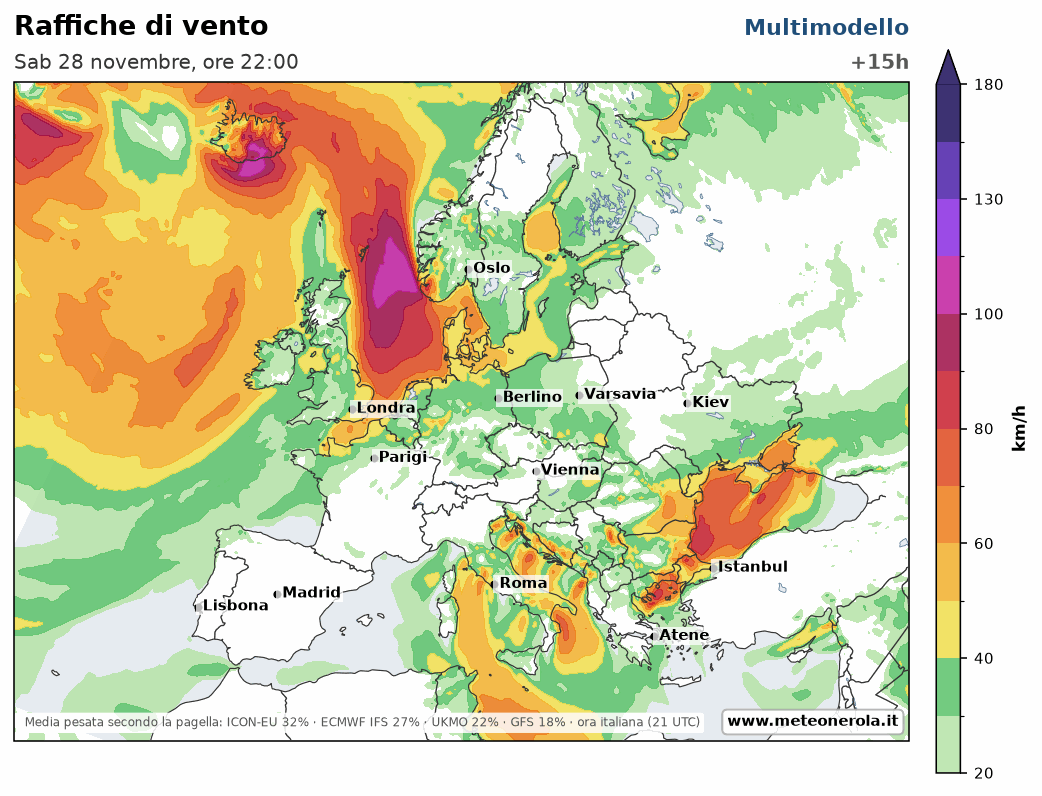 Raffiche di vento
Multimodello
Sab 28 novembre, ore 22:00
+15h
180
130
100
80
60
40
20
km/h
Oslo
Londra
Berlino
Varsavia
Kiev
Parigi
Vienna
Istanbul
Roma
Madrid
Lisbona
Atene
Media pesata secondo la pagella: ICON-EU 32% · ECMWF IFS 27% · UKMO 22% · GFS 18% · ora italiana (21 UTC)
www.meteonerola.it